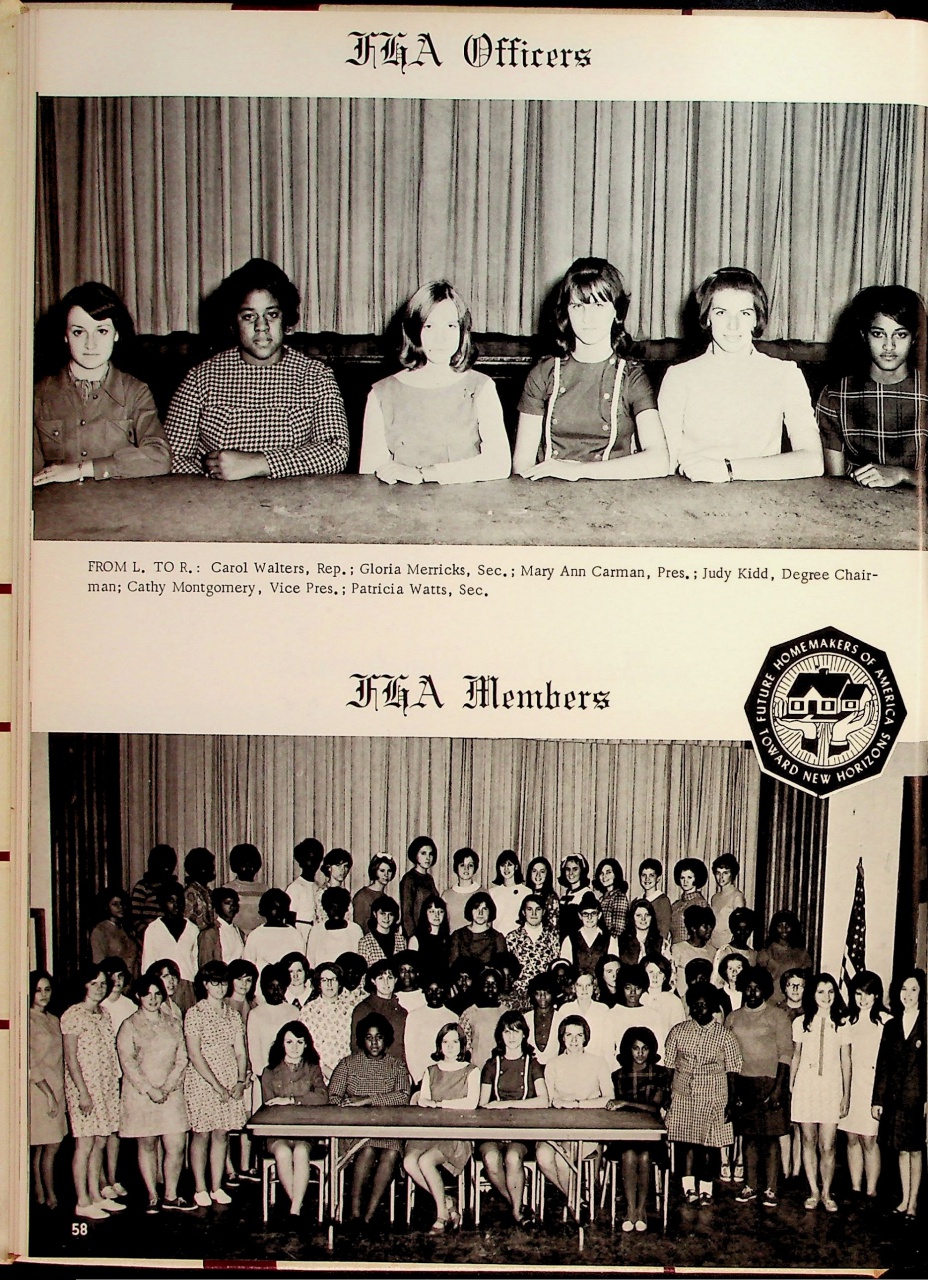 FHA Officers
FROM L. TO R.: Carol Walters, Rep.; Gloria Merricks, Sec.; Mary Ann Carman, Pres.; Judy Kidd, Degree Chair-
man; Cathy Montgomery, Vice Pres.; Patricia Watts, Sec.
FHA Members
FUTURE HOMEMAKERS OF AMERICA
TOWARD NEW HORIZONS
58